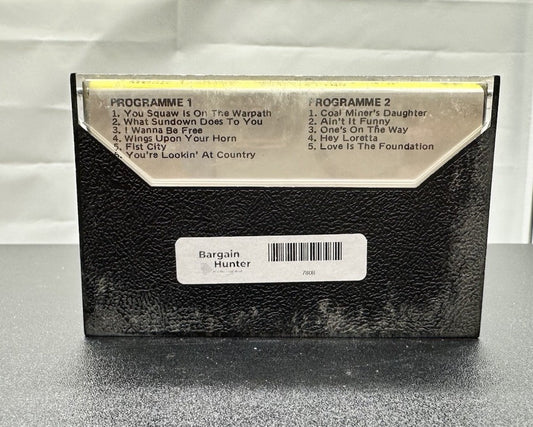 PROGRAMME 1
1. You Squaw Is On The Warpath
2. What Sundown Does To You
3. I Wanna Be Free
4. Wings Upon Your Horn
5. Fist City
6. You're Lookin' At Country
PROGRAMME 2
1. Coal Miner's Daughter
2. Ain't It Funny
3. One's On The Way
4. Hey Loretta
5. Love Is The Foundation
Bargain
Hunter
7808